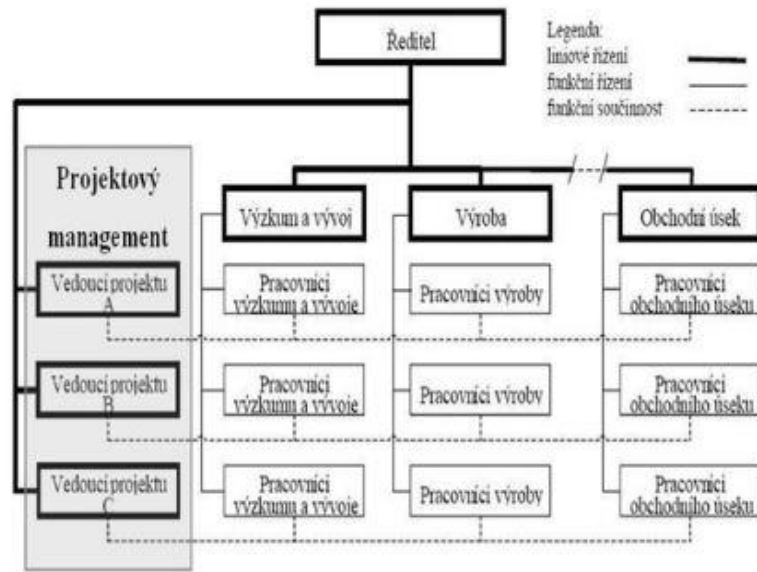 Ředitel
Legenda:
liniové řízení
funkční řízení
funkční součinnost
Projektový
management
Výzkum a vývoj
Výroba
Obchodní úsek
Vedoucí projektu
A
Pracovníci
výzkumu a vývoje
Pracovníci výroby
Pracovníci
obchodního úseku
Vedoucí projektu
B
Pracovníci
výzkumu a vývoje
Pracovníci výroby
Pracovníci
obchodního úseku
Vedoucí projektu
C
Pracovníci
výzkumu a vývoje
Pracovníci výroby
Pracovníci
obchodního úseku